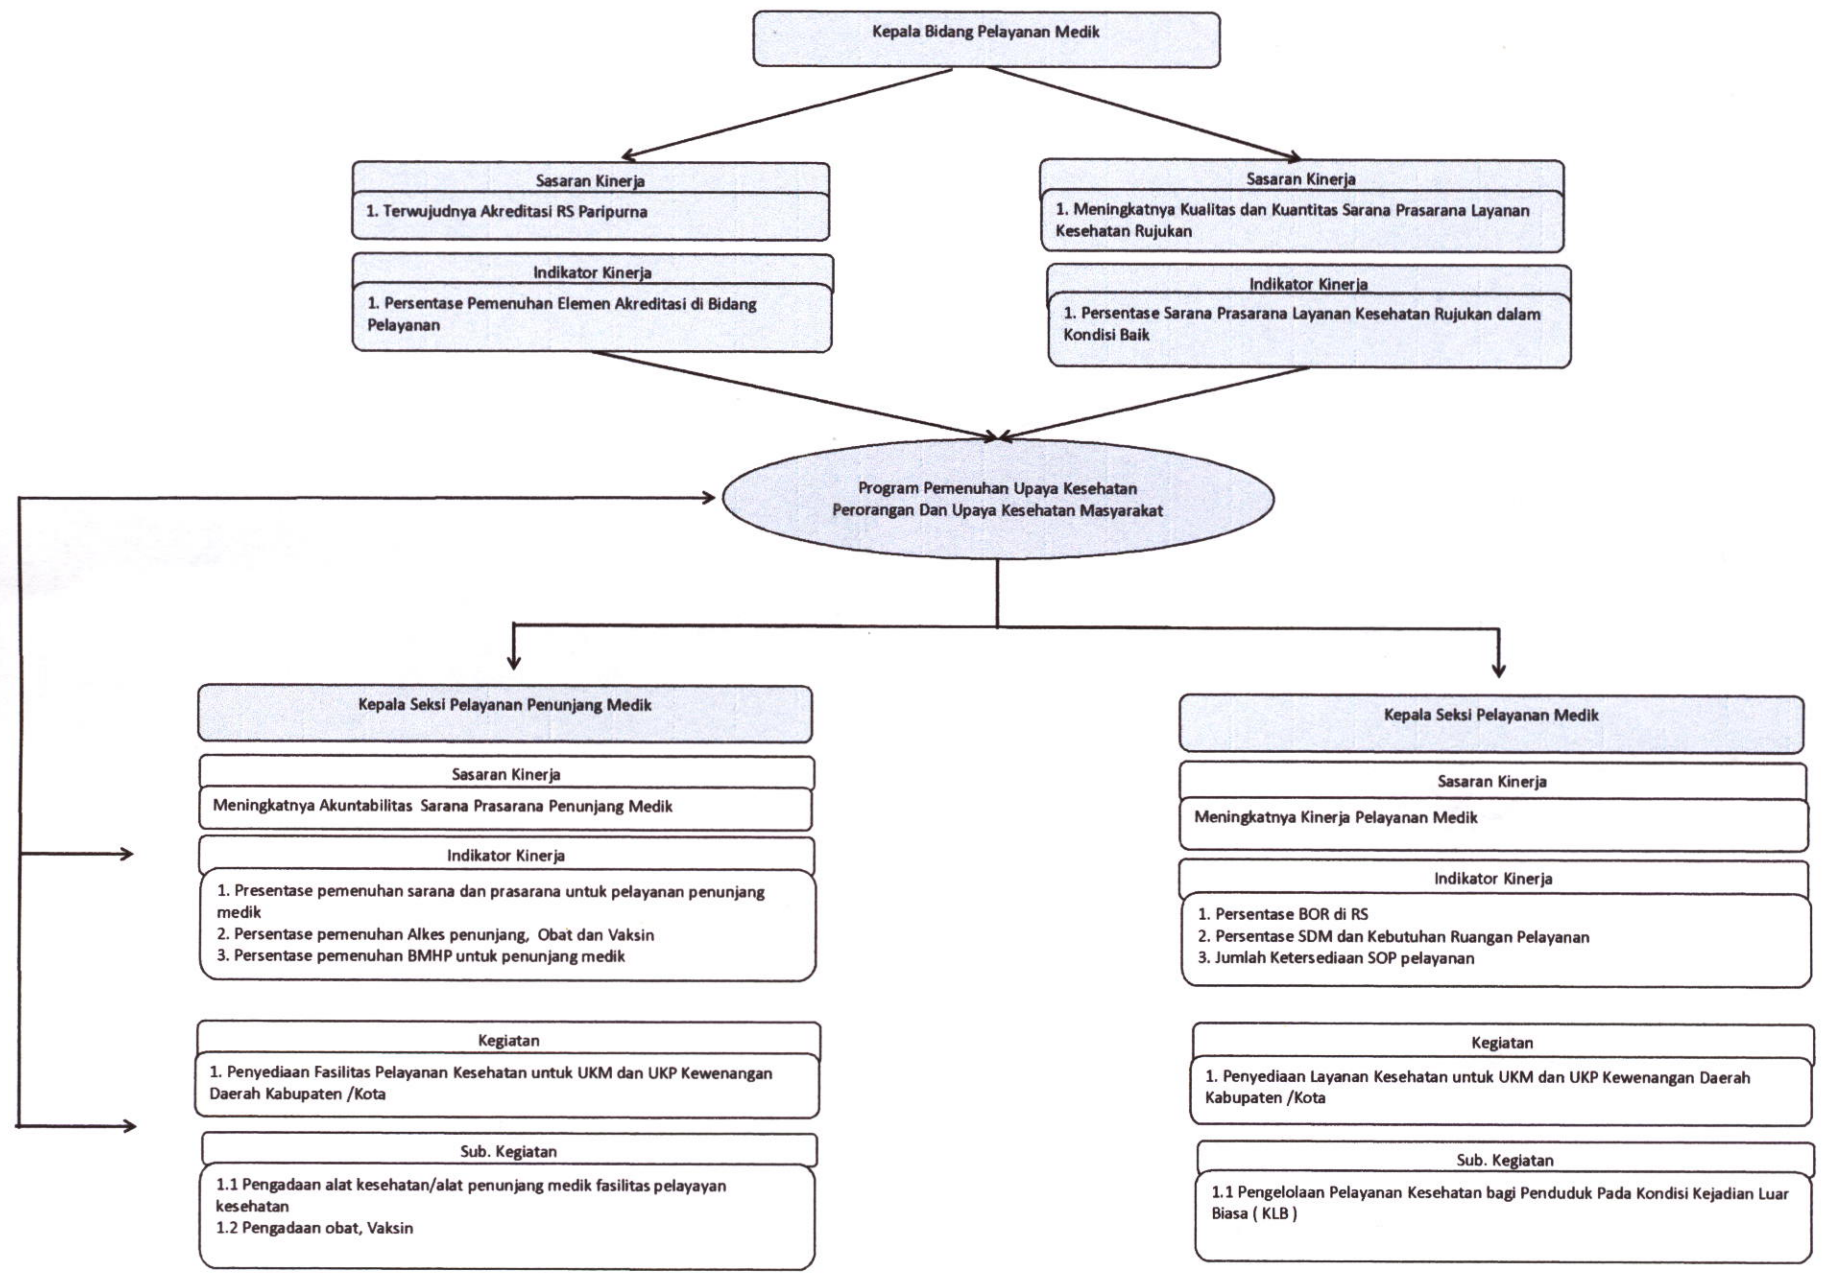 Kepala Bidang Pelayanan Medik
Sasaran Kinerja
1. Terwujudnya Akreditasi RS Paripurna
Indikator Kinerja
1. Persentase Pemenuhan Elemen Akreditasi di Bidang
Pelayanan
Sasaran Kinerja
1. Meningkatnya Kualitas dan Kuantitas Sarana Prasarana Layanan
Kesehatan Rujukan
Indikator Kinerja
1. Persentase Sarana Prasarana Layanan Kesehatan Rujukan dalam
Kondisi Baik
Program Pemenuhan Upaya Kesehatan
Perorangan Dan Upaya Kesehatan Masyarakat
Kepala Seksi Pelayanan Penunjang Medik
Sasaran Kinerja
Meningkatnya Akuntabilitas Sarana Prasarana Penunjang Medik
Indikator Kinerja
1. Presentase pemenuhan sarana dan prasarana untuk pelayanan penunjang
medik
2. Persentase pemenuhan Alkes penunjang, Obat dan Vaksin
3. Persentase pemenuhan BMHP untuk penunjang medik
Kegiatan
1. Penyediaan Fasilitas Pelayanan Kesehatan untuk UKM dan UKP Kewenangan
Daerah Kabupaten /Kota
Sub. Kegiatan
1.1 Pengadaan alat kesehatan/alat penunjang medik fasilitas pelayayan
kesehatan
1.2 Pengadaan obat, Vaksin
Kepala Seksi Pelayanan Medik
Sasaran Kinerja
Meningkatnya Kinerja Pelayanan Medik
Indikator Kinerja
1. Persentase BOR di RS
2. Persentase SDM dan Kebutuhan Ruangan Pelayanan
3. Jumlah Ketersediaan SOP pelayanan
Kegiatan
1. Penyediaan Layanan Kesehatan untuk UKM dan UKP Kewenangan Daerah
Kabupaten /Kota
Sub. Kegiatan
1.1 Pengelolaan Pelayanan Kesehatan bagi Penduduk Pada Kondisi Kejadian Luar
Biasa ( KLB )